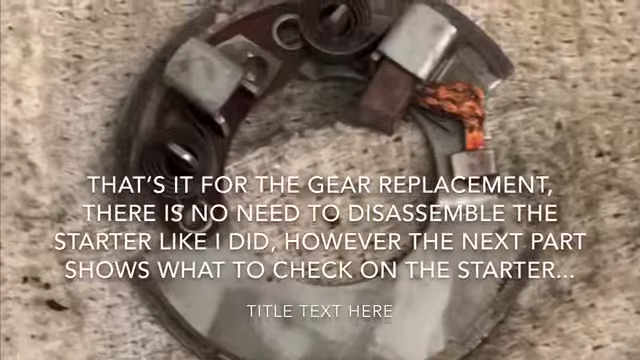 THAT'S IT FOR THE GEAR REPLACEMENT,
THERE IS NO NEED TO DISASSEMBLE THE
STARTER LIKE I DID, HOWEVER THE NEXT PART
SHOWS WHAT TO CHECK ON THE STARTER...
TITLE TEXT HERE